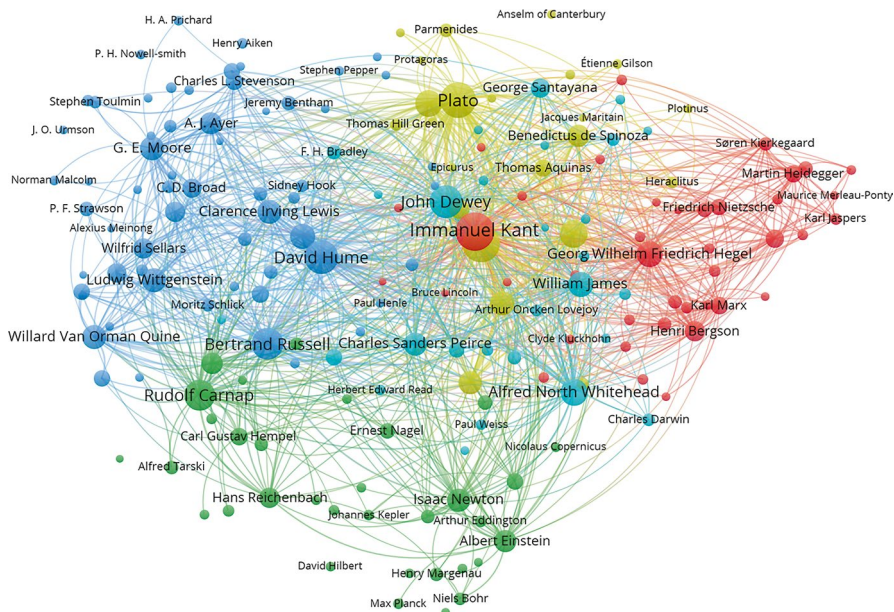 H. A. Prichard
Anselm of Canterbury
Parmenides
Henry Aiken
P. H. Nowell-smith
Protagoras
Étienne Gilson
Stephen Pepper
Charles L. Stevenson
George Santayana
Stephen Toulmin
Jeremy Bentham
Plato
Plotinus
Jacques Maritain
A. J. Ayer
Thomas Hill Green
J. O. Urmson
Benedictus de Spinoza
Søren Kierkegaard
G. E. Moore
F. H. Bradley
Epicurus
Thomas Aquinas
Martin Heidegger
Norman Malcolm
Sidney Hook
Heraclitus
C. D. Broad
Maurice Merleau-Ponty
John Dewey
Friedrich Nietzsche
P. F. Strawson
Clarence Irving Lewis
Karl Jaspers
Alexius Meinong
Immanuel Kant
Wilfrid Sellars
David Hume
Georg Wilhelm Friedrich Hegel
Ludwig Wittgenstein
William James
Bruce Lincoln
Moritz Schlick
Paul Henle
Karl Marx
Arthur Oncken Lovejoy
Henri Bergson
Willard Van Orman Quine
Clyde Kluckhohn
Bertrand Russell
Charles Sanders Peirce
Herbert Edward Read
Alfred North Whitehead
Rudolf Carnap
Charles Darwin
Paul Weiss
Ernest Nagel
Carl Gustav Hempel
Nicolaus Copernicus
Alfred Tarski
Hans Reichenbach
Isaac Newton
Johannes Kepler
Arthur Eddington
Albert Einstein
David Hilbert
Henry Margenau
Niels Bohr
Max Planck